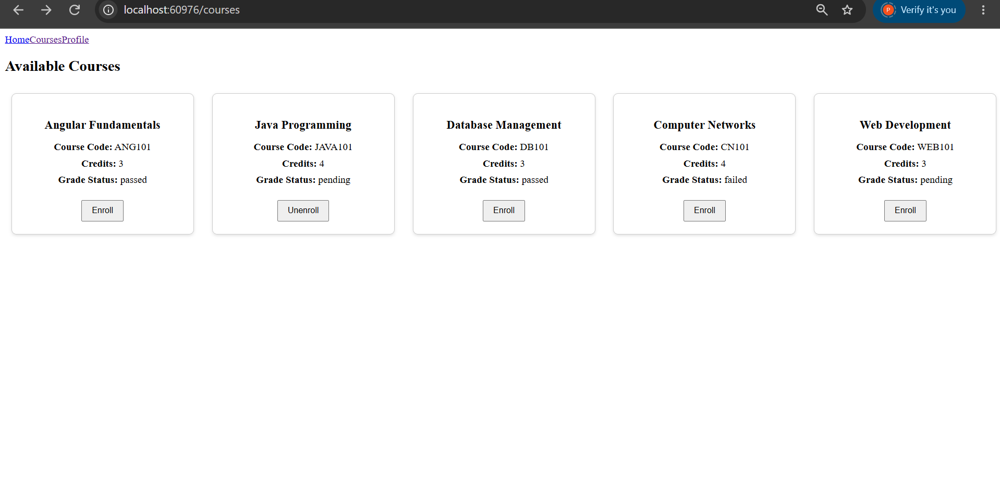 localhost:60976/courses
P Verify it's you
HomeCoursesProfile
Available Courses
Angular Fundamentals
Course Code: ANG101
Credits: 3
Grade Status: passed
Enroll
Java Programming
Course Code: JAVA101
Credits: 4
Grade Status: pending
Unenroll
Database Management
Course Code: DB101
Credits: 3
Grade Status: passed
Enroll
Computer Networks
Course Code: CN101
Credits: 4
Grade Status: failed
Enroll
Web Development
Course Code: WEB101
Credits: 3
Grade Status: pending
Enroll